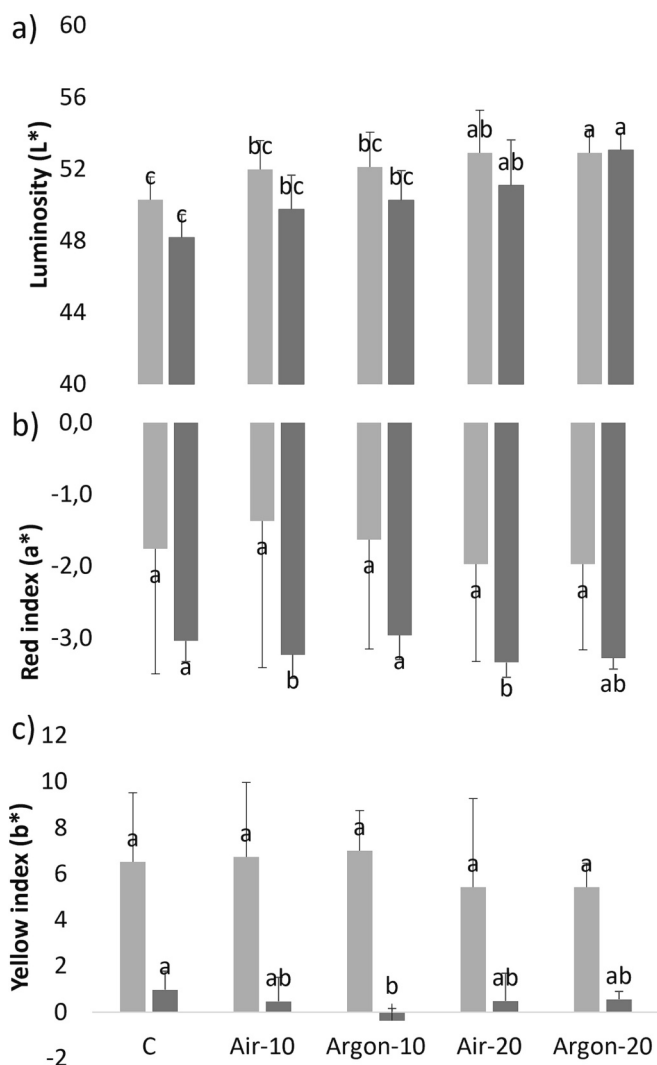 a)
60
56
52
48
44
40
Luminosity (L*)
c c bc bc bc bc ab ab a a
b)
0,0
-1,0
-2,0
-3,0
Red index (a*)
a a a b a a a b a ab
c)
12
10
8
6
4
2
0
-2
Yellow index (b*)
a a a ab a b a ab a ab
C Air-10 Argon-10 Air-20 Argon-20